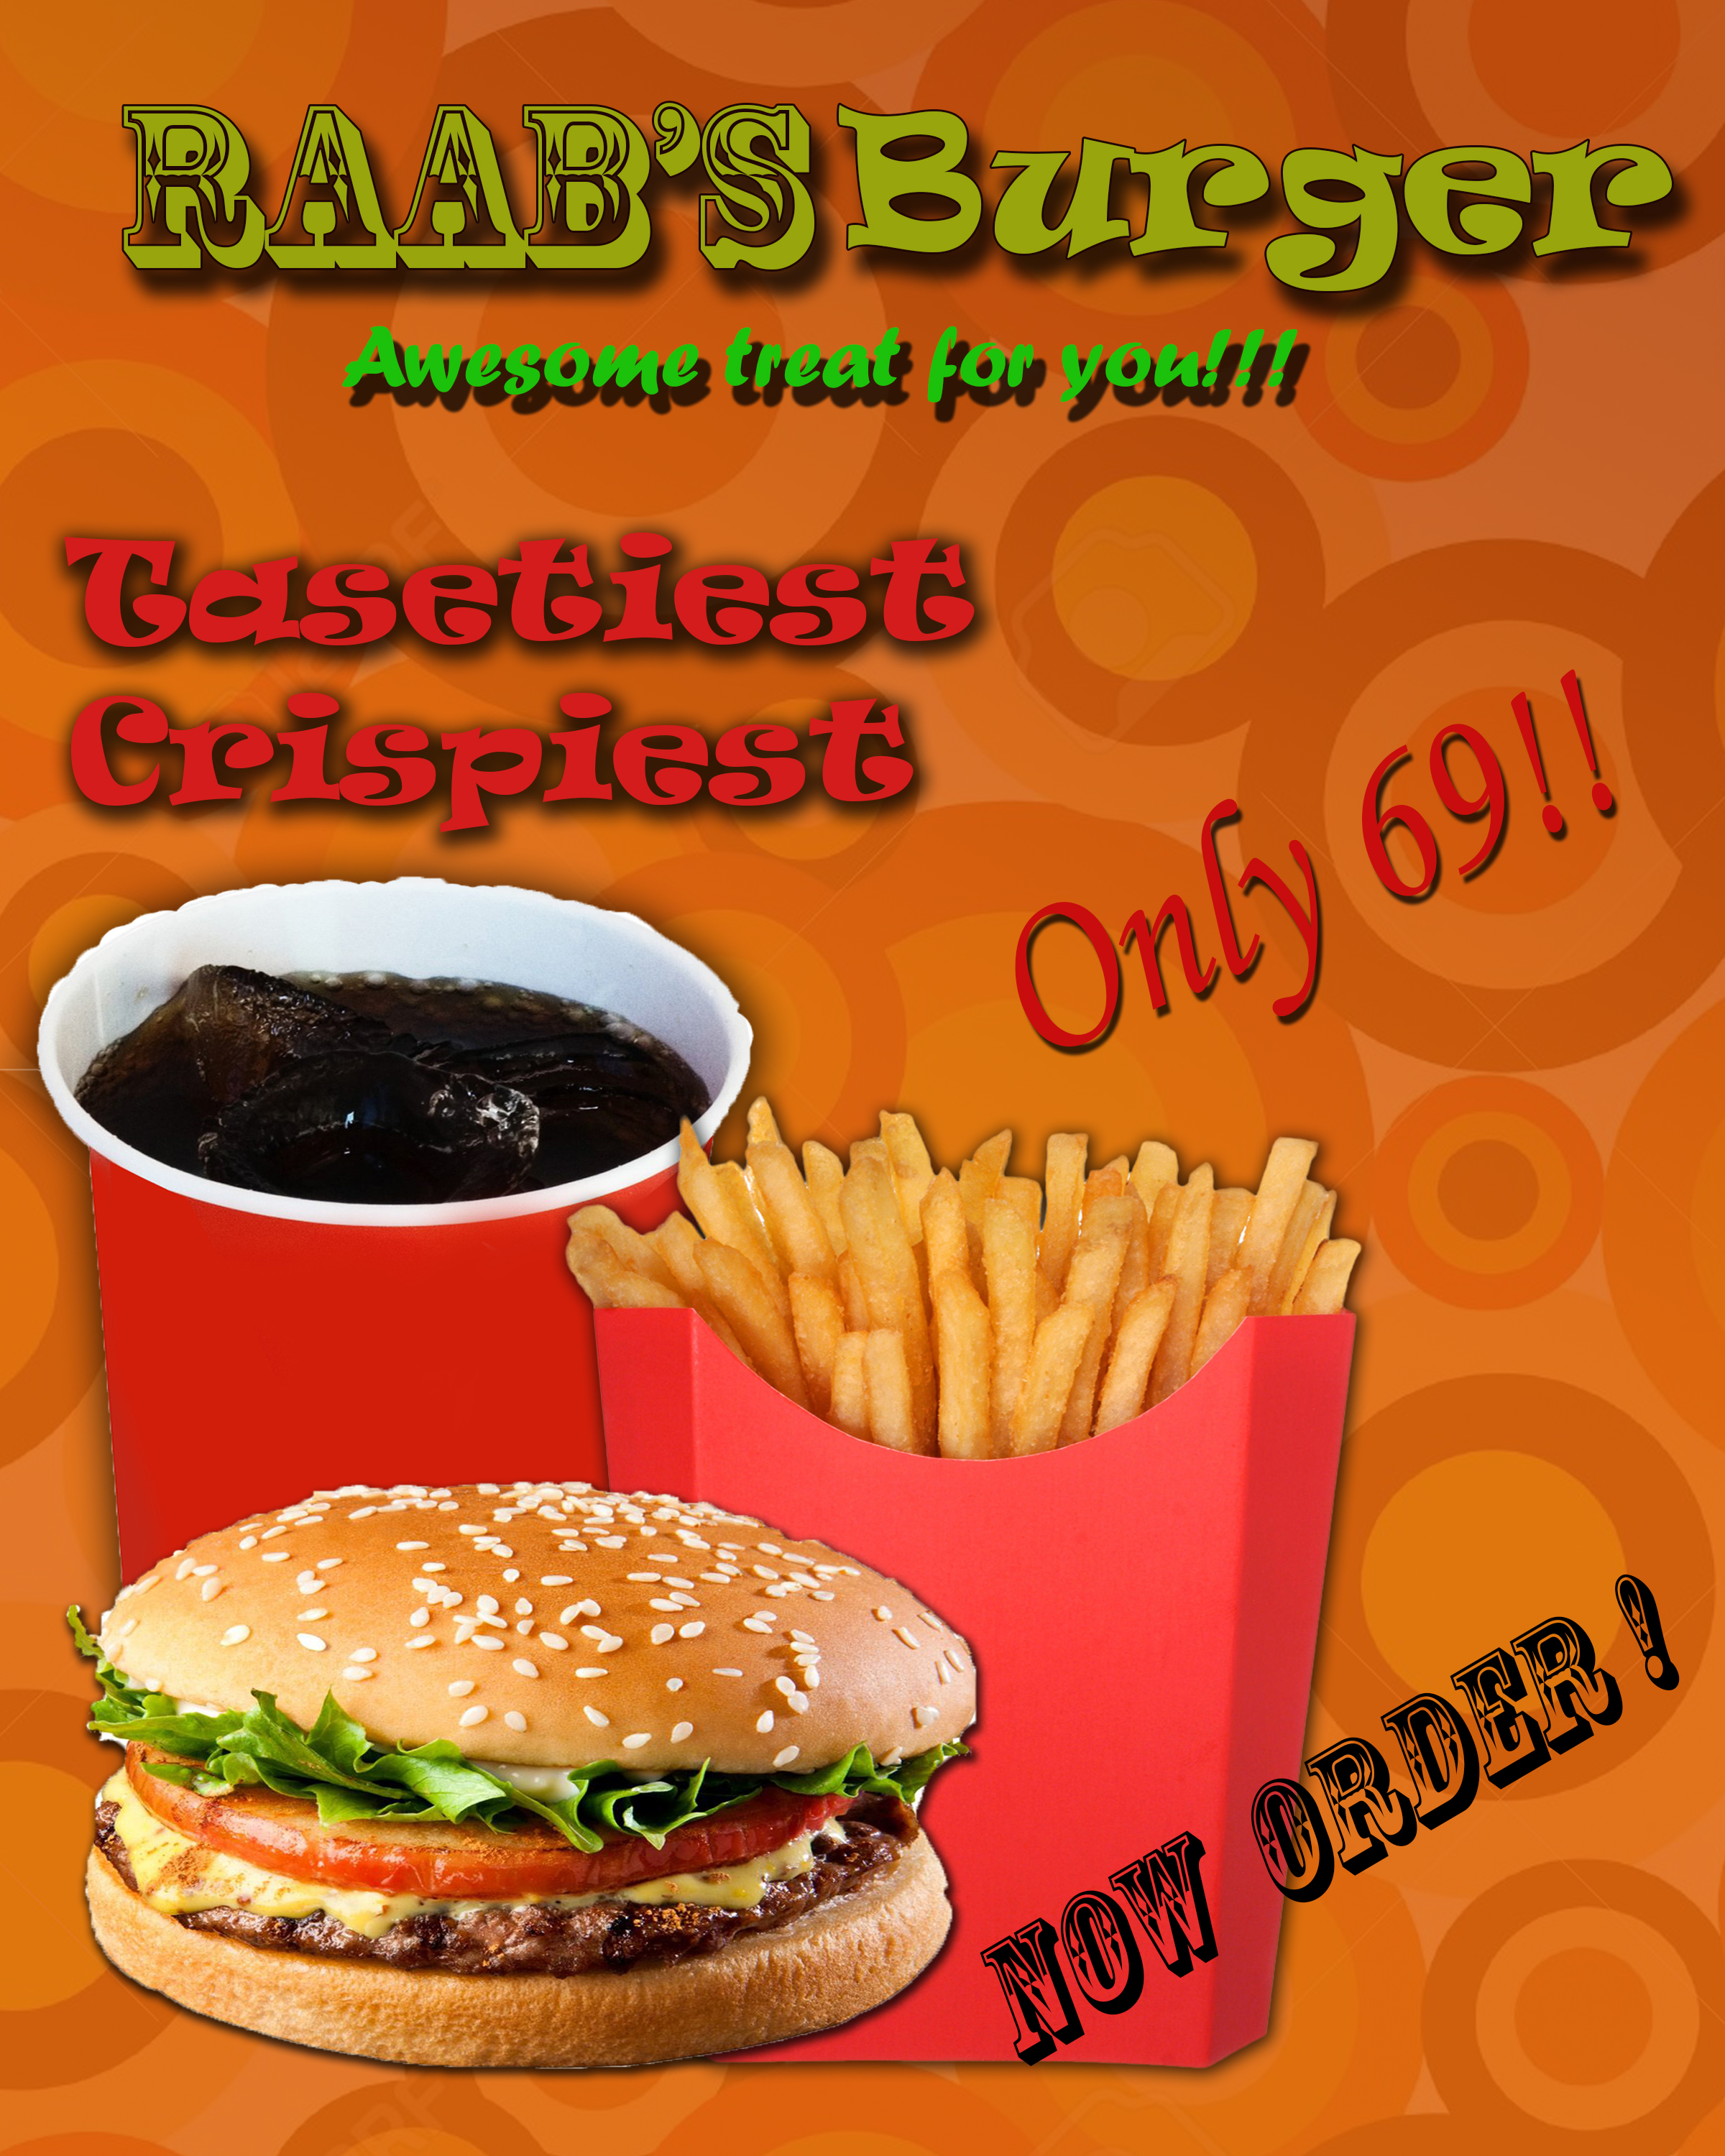 RAAB'S Burger
Awesome treat for you!!!
Tasetiest
Crispiest
Only 69!!
NOW ORDER!